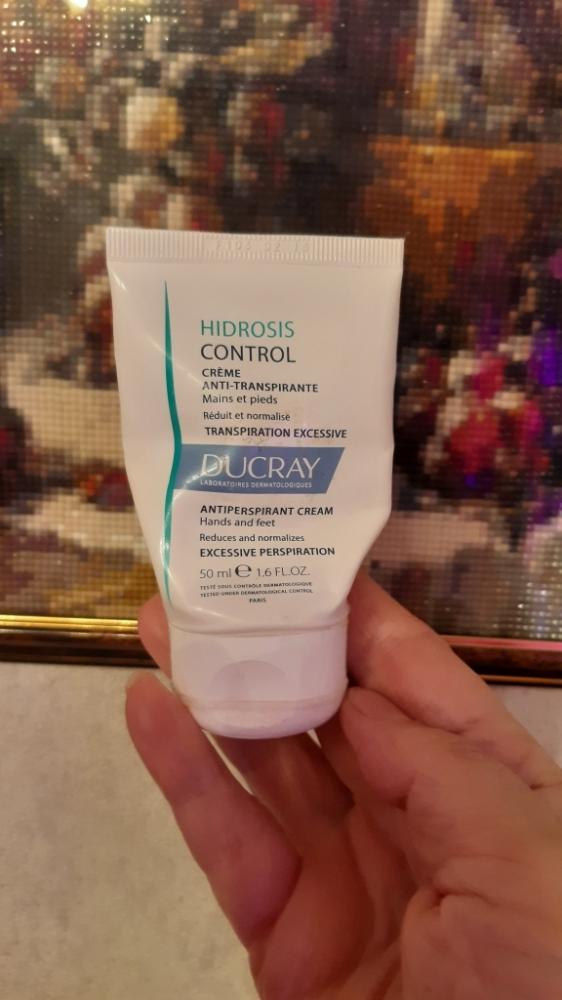 HIDROSIS
CONTROL
CRÈME
ANTI-TRANSPIRANTE
Mains et pieds
Réduit et normalise
TRANSPIRATION EXCESSIVE
DUCRAY
LABORATOIRES DERMATOLOGIQUES
ANTIPERSPIRANT CREAM
Hands and feet
Reduces and normalizes
EXCESSIVE PERSPIRATION
50 ml ℮ 1.6 FL.OZ.
TESTÉ SOUS CONTRÔLE DERMATOLOGIQUE
TESTED UNDER DERMATOLOGICAL CONTROL
PARIS